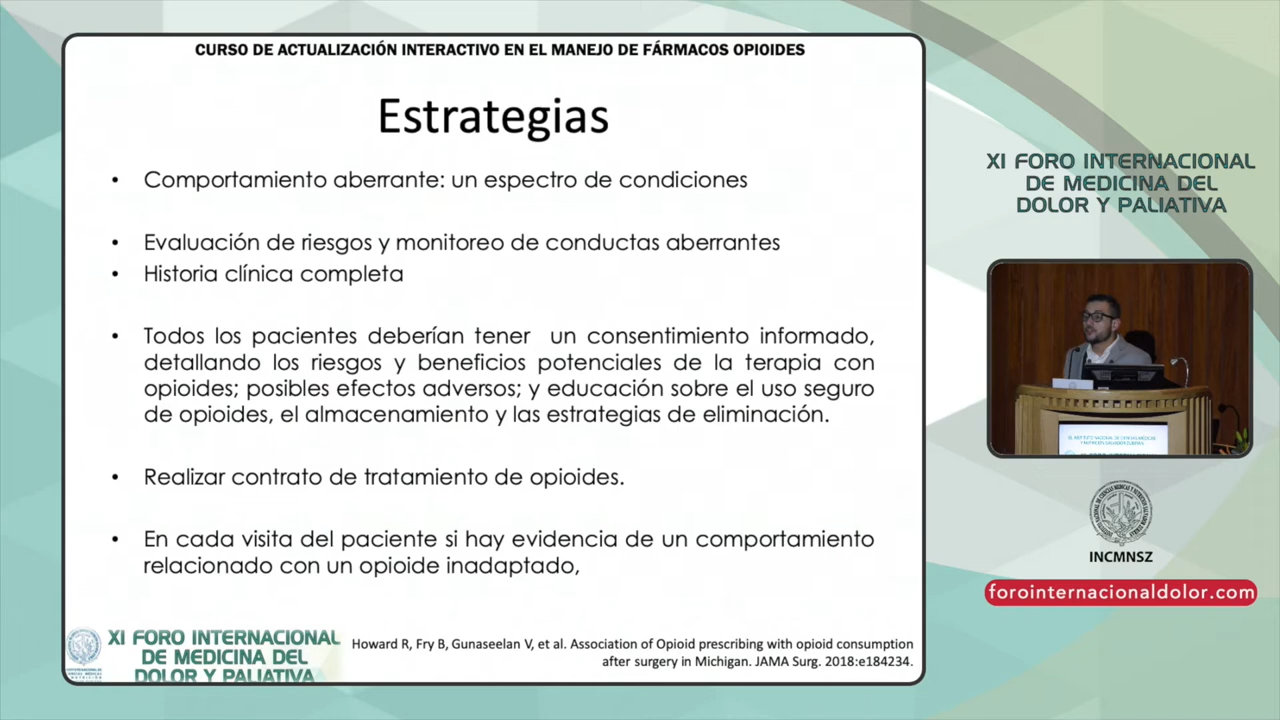 CURSO DE ACTUALIZACIÓN INTERACTIVO EN EL MANEJO DE FÁRMACOS OPIOIDES
Estrategias
• Comportamiento aberrante: un espectro de condiciones
• Evaluación de riesgos y monitoreo de conductas aberrantes
• Historia clínica completa
• Todos los pacientes deberían tener un consentimiento informado,
detallando los riesgos y beneficios potenciales de la terapia con
opioides; posibles efectos adversos; y educación sobre el uso seguro
de opioides, el almacenamiento y las estrategias de eliminación.
• Realizar contrato de tratamiento de opioides.
• En cada visita del paciente si hay evidencia de un comportamiento
relacionado con un opioide inadaptado,
XI FORO INTERNACIONAL
DE MEDICINA DEL
DOLOR Y PALIATIVA
Howard R, Fry B, Gunaseelan V, et al. Association of Opioid prescribing with opioid consumption
after surgery in Michigan. JAMA Surg. 2018:e184234.
XI FORO INTERNACIONAL
DE MEDICINA DEL
DOLOR Y PALIATIVA
INCMNSZ
forointernacionaldolor.com